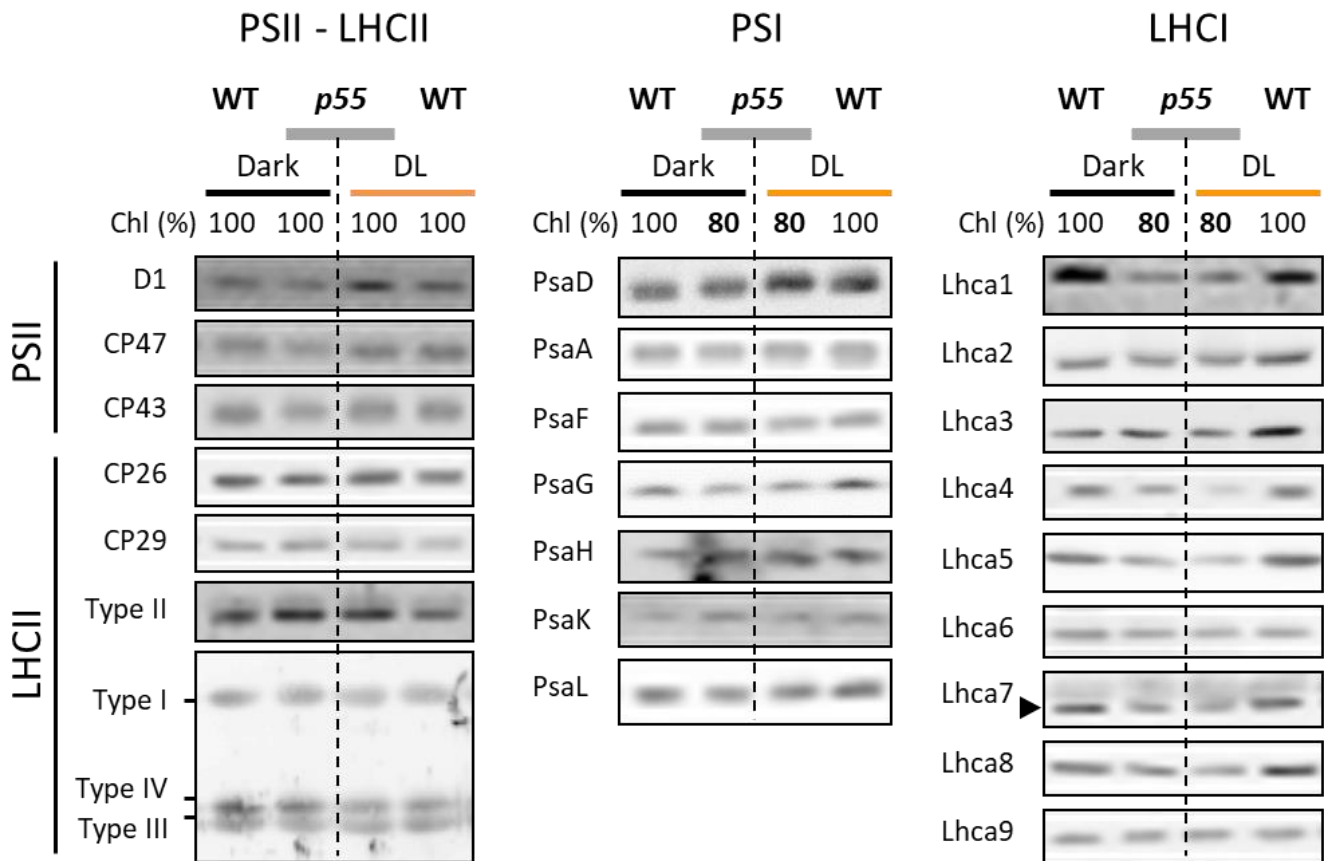 PSII - LHCII
WT p55 WT
Dark DL
Chl (%) 100 100 100 100
PSII
D1
CP47
CP43
LHCII
CP26
CP29
Type II
Type I
Type IV
Type III
PSI
WT p55 WT
Dark DL
Chl (%) 100 80 80 100
PsaD
PsaA
PsaF
PsaG
PsaH
PsaK
PsaL
LHCI
WT p55 WT
Dark DL
Chl (%) 100 80 80 100
Lhca1
Lhca2
Lhca3
Lhca4
Lhca5
Lhca6
Lhca7
Lhca8
Lhca9